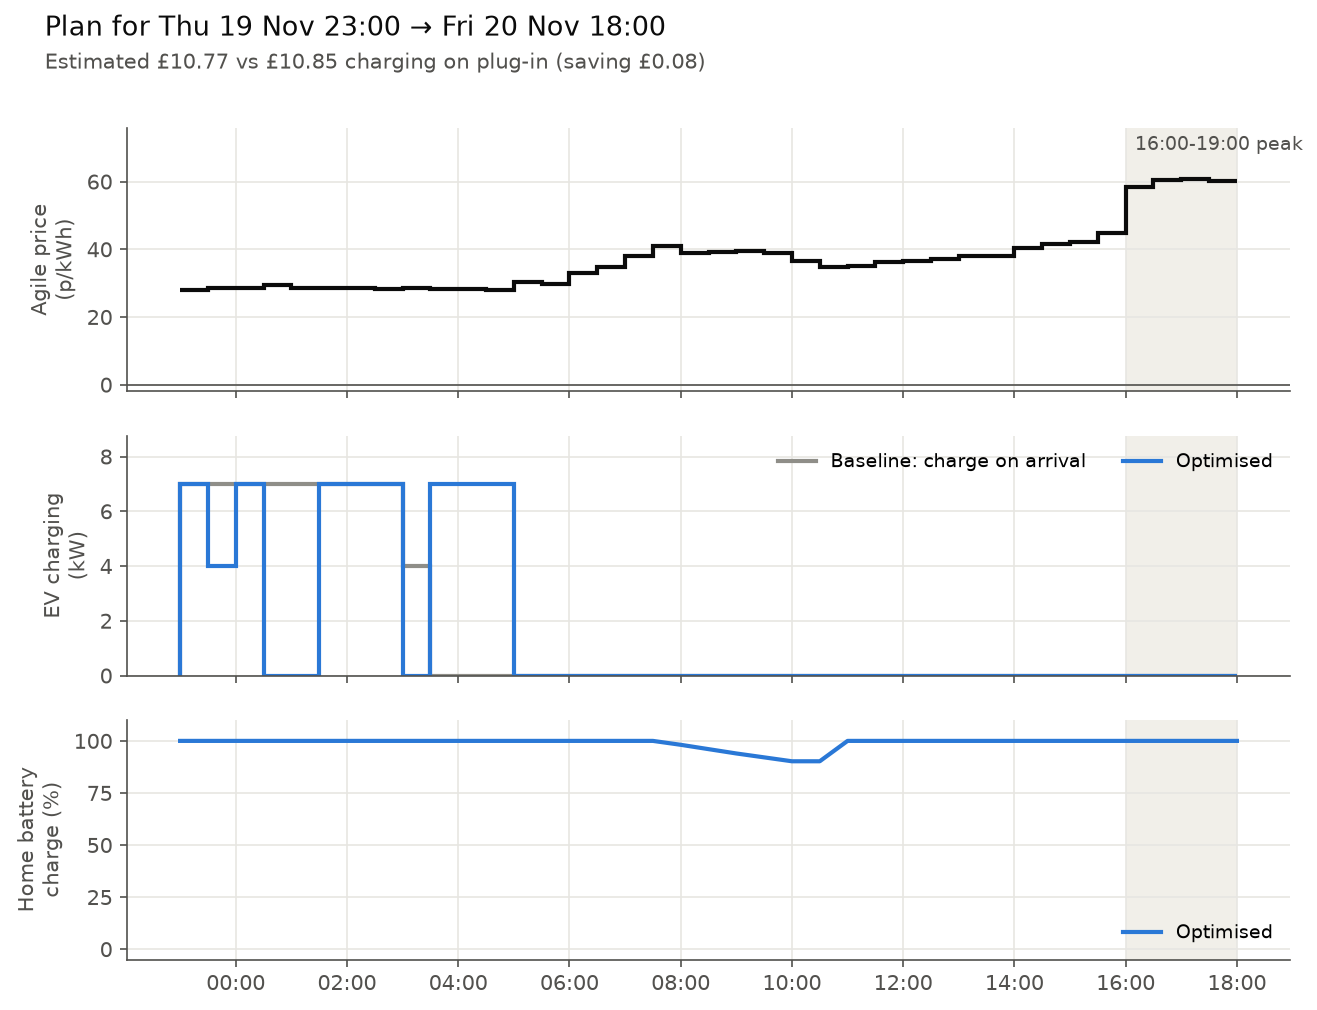 Plan for Thu 19 Nov 23:00 → Fri 20 Nov 18:00
Estimated £10.77 vs £10.85 charging on plug-in (saving £0.08)
16:00-19:00 peak
Agile price
(p/kWh)
60
40
20
0
Baseline: charge on arrival
Optimised
EV charging
(kW)
8
6
4
2
0
Home battery
charge (%)
100
75
50
25
0
Optimised
00:00 02:00 04:00 06:00 08:00 10:00 12:00 14:00 16:00 18:00